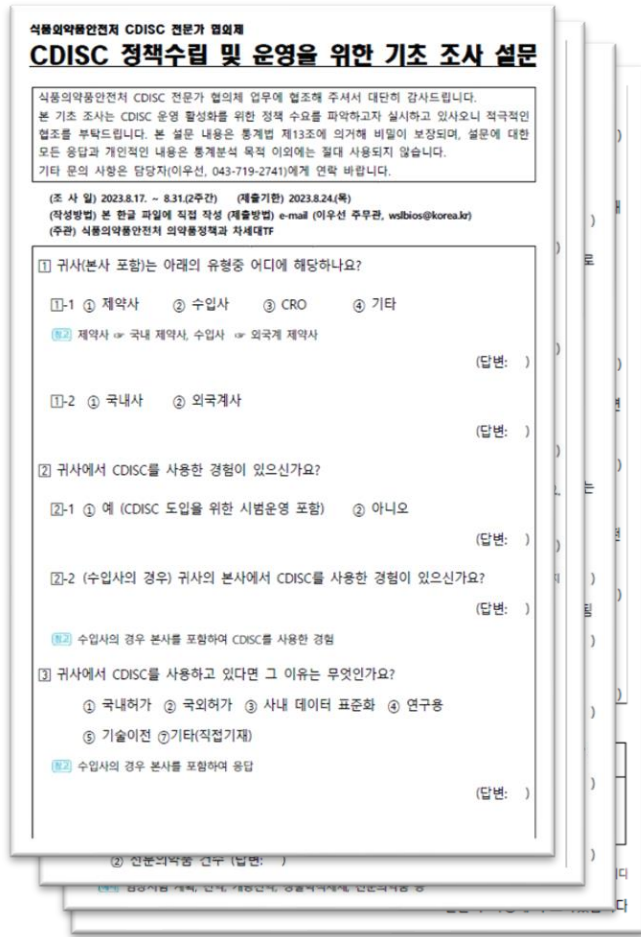 식품의약품안전처 CDISC 전문가 협의체
CDISC 정책수립 및 운영을 위한 기초 조사 설문
식품의약품안전처 CDISC 전문가 협의체 업무에 협조해 주셔서 대단히 감사드립니다.
본 기초 조사는 CDISC 운영 활성화를 위한 정책 수요를 파악하고자 실시하고 있사오니 적극적인
협조를 부탁드립니다. 본 설문 내용은 통계법 제13조에 의거해 비밀이 보장되며, 설문에 대한
모든 응답과 개인적인 내용은 통계분석 목적 이외에는 절대 사용되지 않습니다.
기타 문의 사항은 담당자(이우선, 043-719-2741)에게 연락 바랍니다.
(조 사 일) 2023.8.17. ~ 8.31.(2주간) (제출기한) 2023.8.24.(목)
(작성방법) 본 한글 파일에 직접 작성 (제출방법) e-mail (이우선 주무관, wslbios@korea.kr)
(주관) 식품의약품안전처 의약품정책과 차세대TF
1 귀사(본사 포함)는 아래의 유형중 어디에 해당하나요?
1-1 ① 제약사 ② 수입사 ③ CRO ④ 기타
참고 제약사 ☞ 국내 제약사, 수입사 ☞ 외국계 제약사
(답변: )
1-2 ① 국내사 ② 외국계사
(답변: )
2 귀사에서 CDISC를 사용한 경험이 있으신가요?
2-1 ① 예 (CDISC 도입을 위한 시범운영 포함) ② 아니오
(답변: )
2-2 (수입사의 경우) 귀사의 본사에서 CDISC를 사용한 경험이 있으신가요?
(답변: )
참고 수입사의 경우 본사를 포함하여 CDISC를 사용한 경험
3 귀사에서 CDISC를 사용하고 있다면 그 이유는 무엇인가요?
① 국내허가 ② 국외허가 ③ 사내 데이터 표준화 ④ 연구용
⑤ 기술이전 ⑦기타(직접기재)
참고 수입사의 경우 본사를 포함하여 응답
(답변: )
② 신문의약품 건수 (답변: )